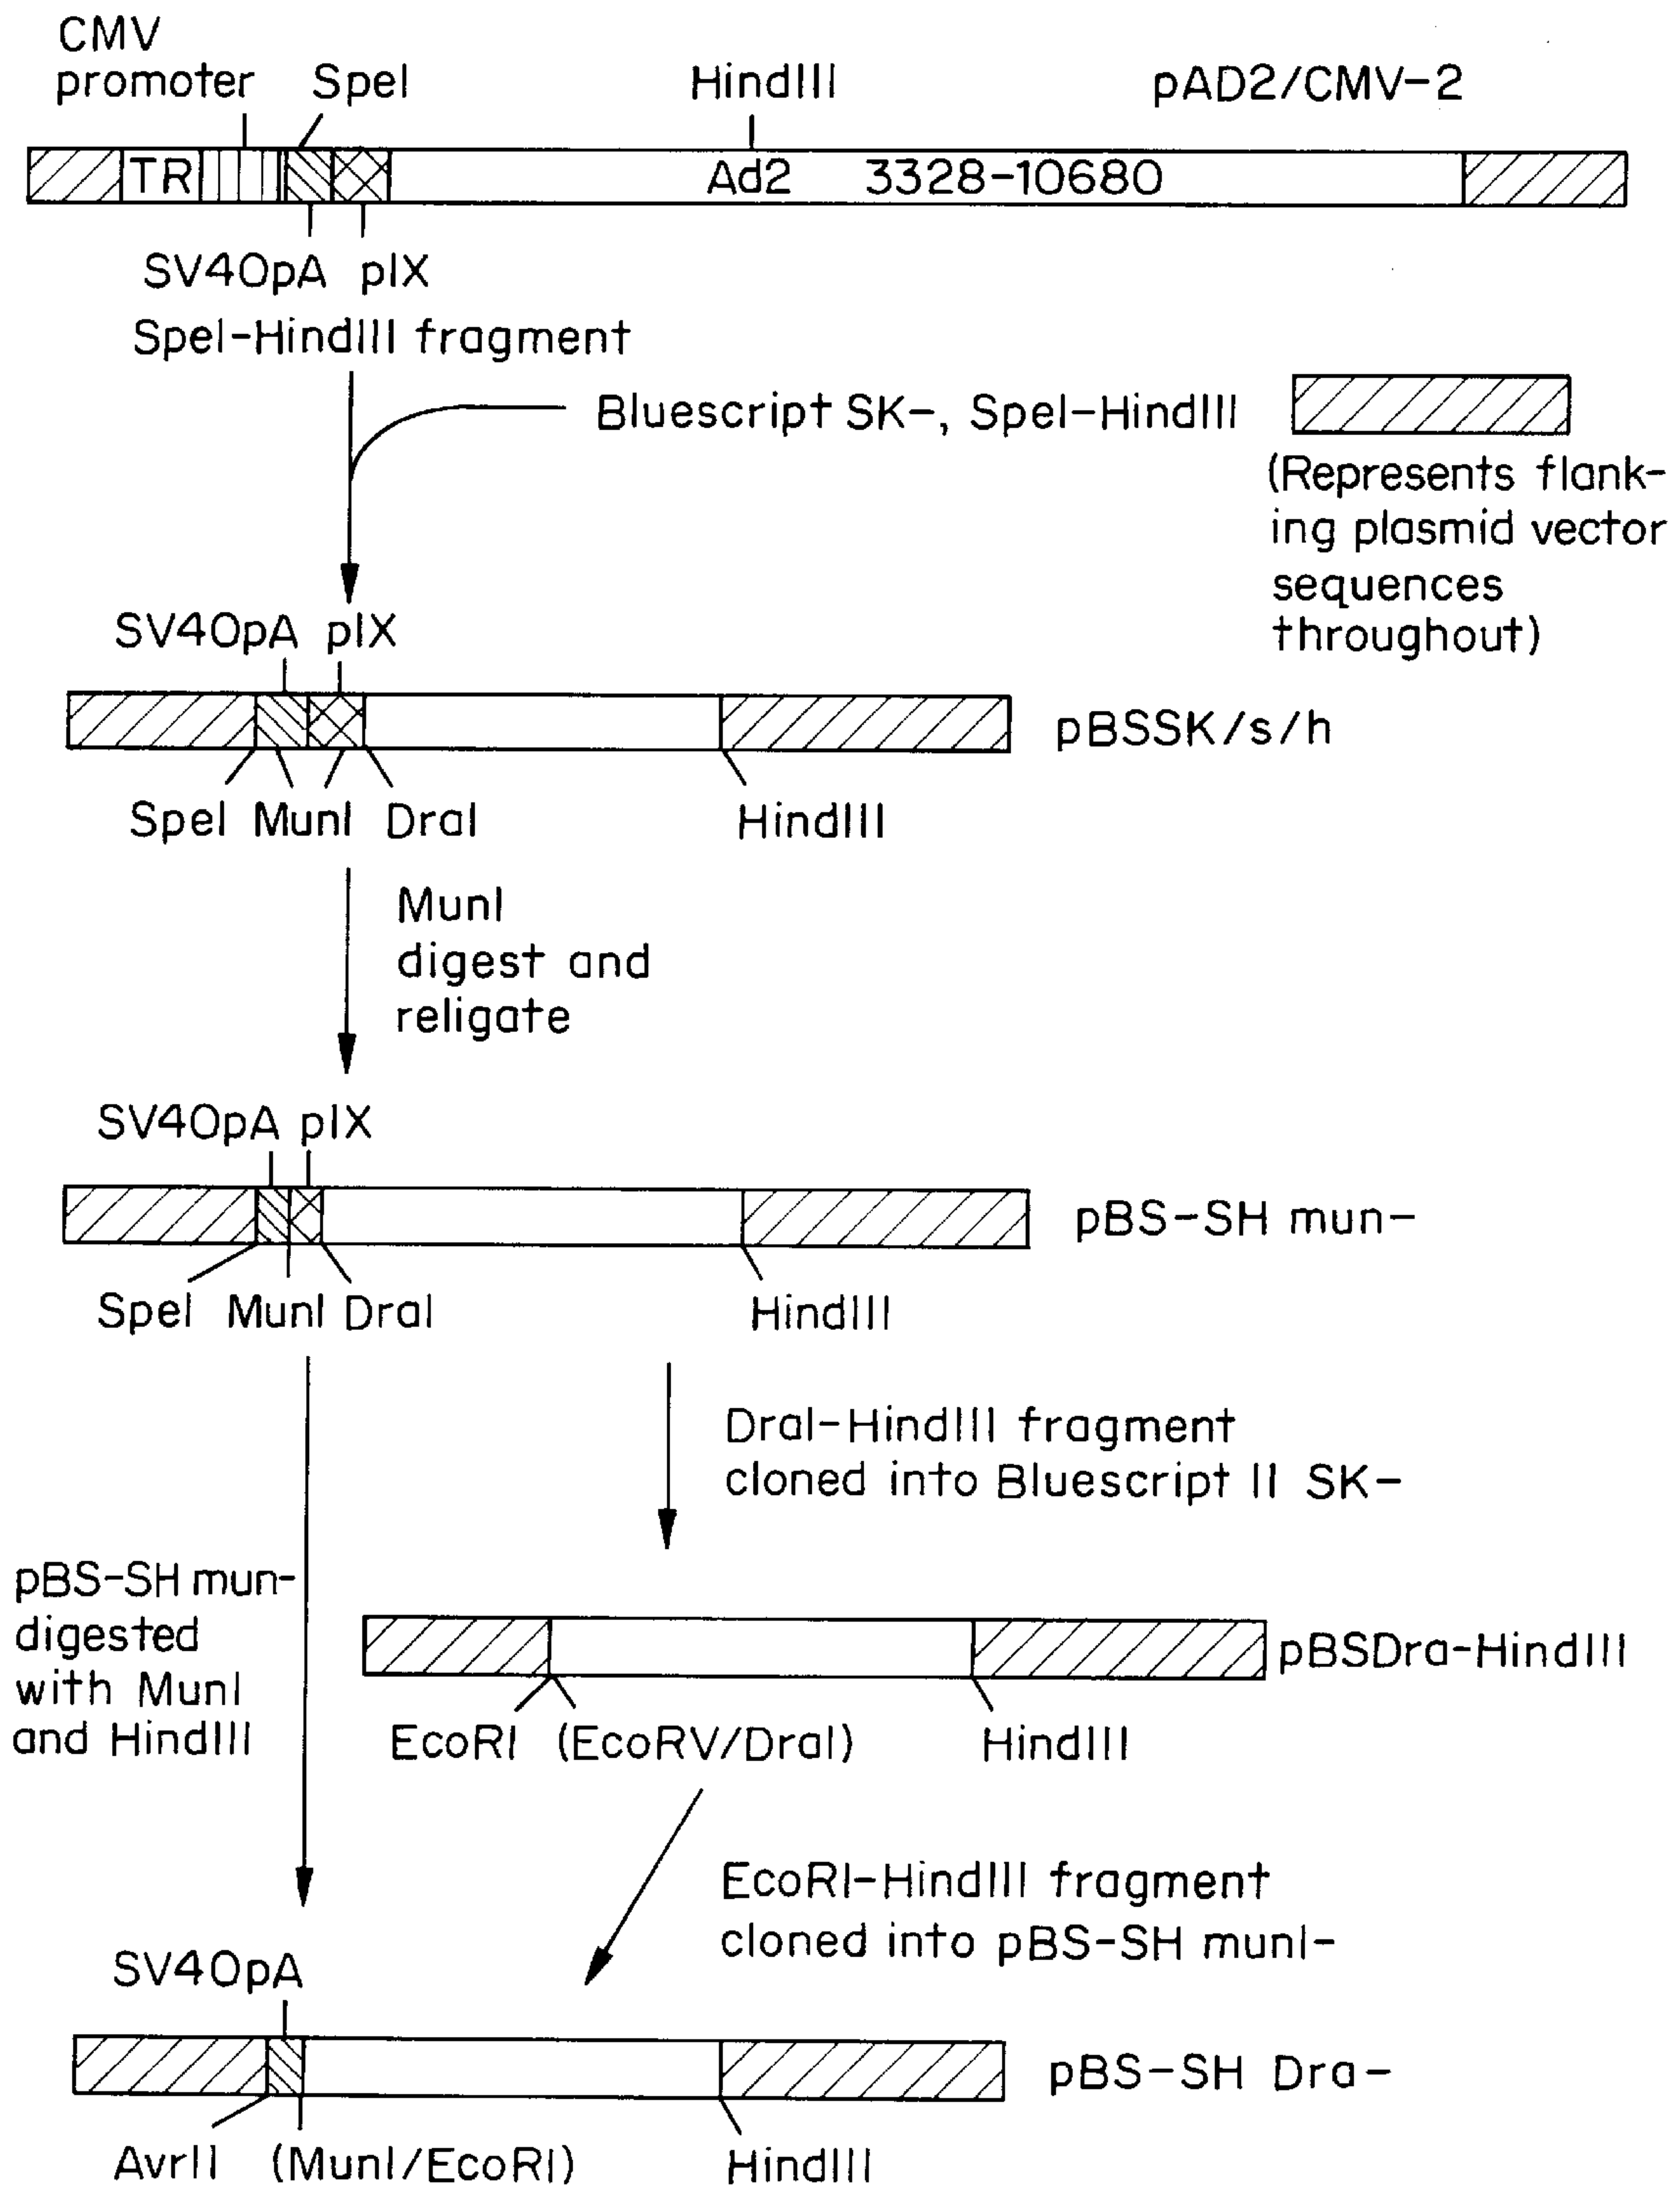 CMV
promoter SpeI HindIII pAD2/CMV-2
TR Ad2 3328-10680
SV40pA pIX
SpeI-HindIII fragment
Bluescript SK-, SpeI-HindIII
(Represents flank-
ing plasmid vector
sequences
throughout)
SV40pA pIX
pBSSK/s/h
SpeI MunI DraI HindIII
MunI
digest and
religate
SV40pA pIX
pBS-SH mun-
SpeI MunI DraI HindIII
DraI-HindIII fragment
cloned into Bluescript II SK-
pBS-SH mun-
digested
with MunI
and HindIII
pBSDra-HindIII
EcoRI (EcoRV/DraI) HindIII
EcoRI-HindIII fragment
cloned into pBS-SH munI-
SV40pA
pBS-SH Dra-
AvrII (MunI/EcoRI) HindIII